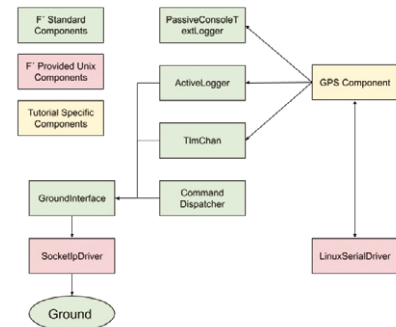 F´ Standard
Components
F´ Provided Unix
Components
Tutorial Specific
Components
PassiveConsoleT
extLogger
ActiveLogger
TlmChan
Command
Dispatcher
GPS Component
GroundInterface
SocketIpDriver
LinuxSerialDriver
Ground